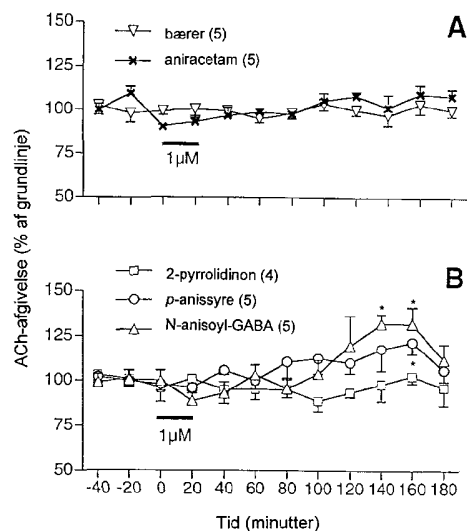 A
bærer (5)
aniracetam (5)
150
125
100
75
50
1µM
ACh-afgivelse (% af grundlinje)
B
2-pyrrolidinon (4)
p-anissyre (5)
N-anisoyl-GABA (5)
150
125
100
75
50
* *
*
1µM
-40 -20 0 20 40 60 80 100 120 140 160 180
Tid (minutter)